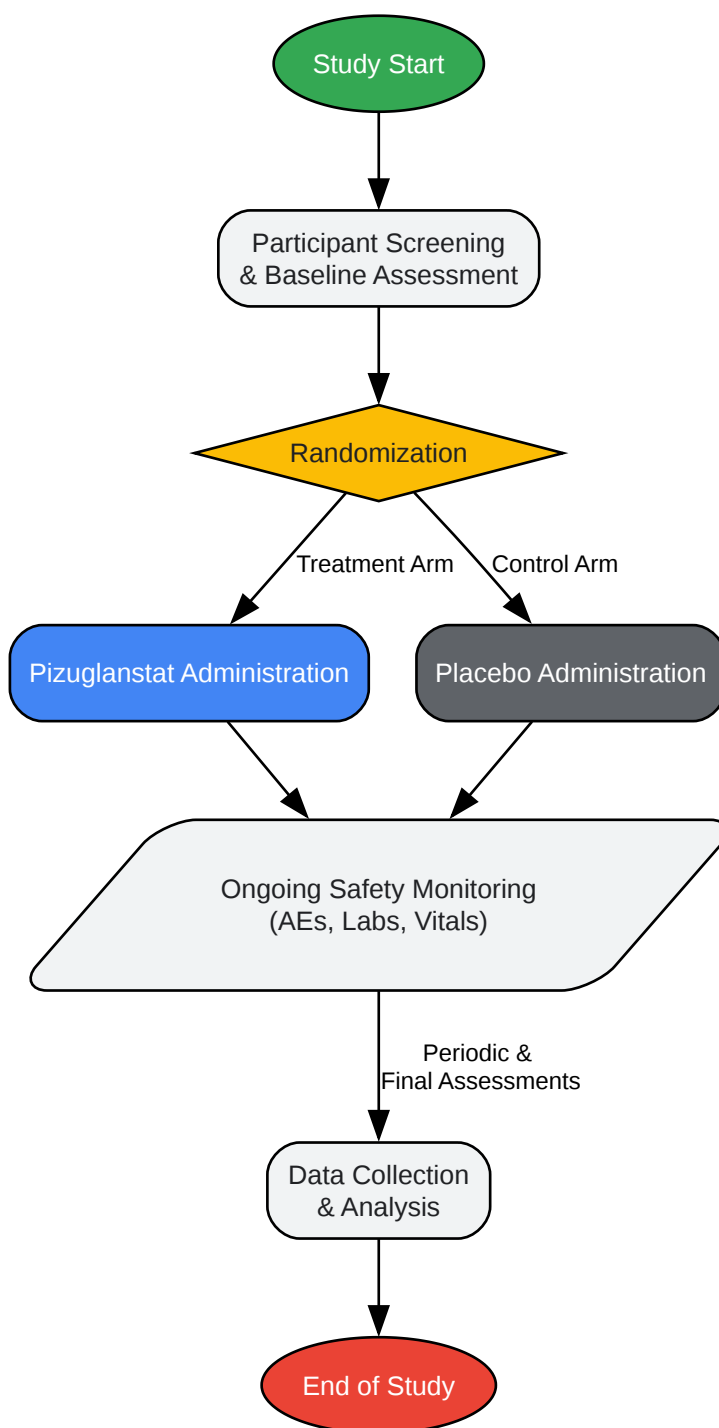 Study Start
Participant Screening
& Baseline Assessment
Randomization
Treatment Arm
Control Arm
Pizuglanstat Administration
Placebo Administration
Ongoing Safety Monitoring
(AEs, Labs, Vitals)
Periodic &
Final Assessments
Data Collection
& Analysis
End of Study